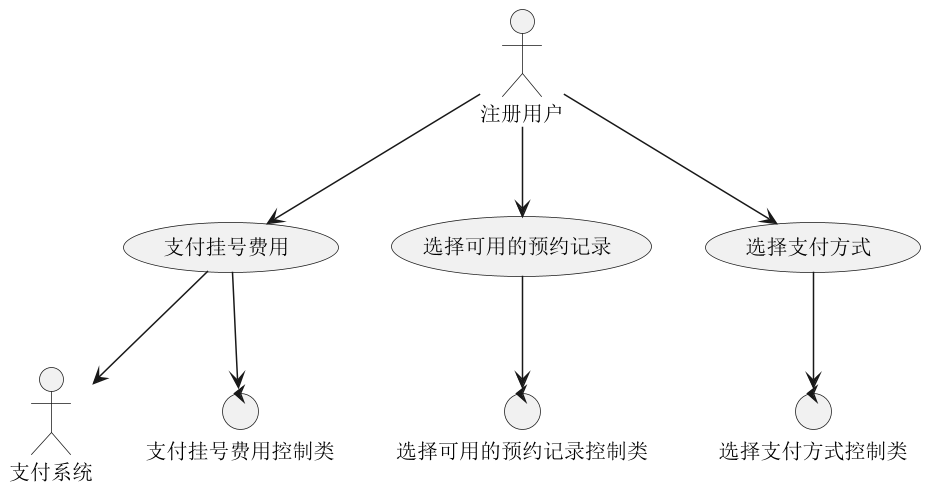 注册用户
支付挂号费用
选择可用的预约记录
选择支付方式
支付系统
支付挂号费用控制类
选择可用的预约记录控制类
选择支付方式控制类